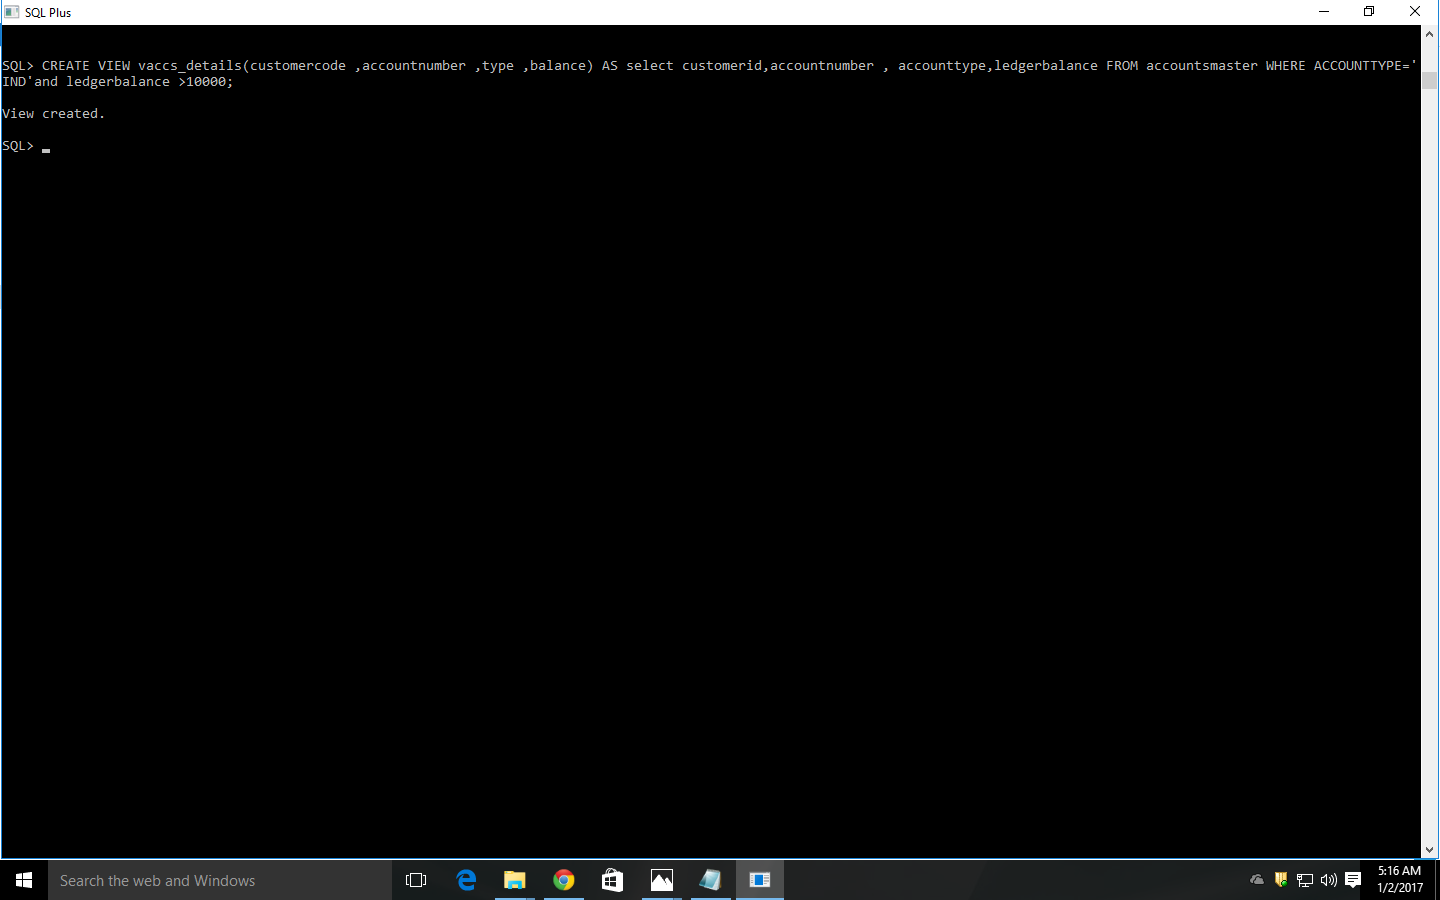 SQL Plus
SQL> CREATE VIEW vaccs_details(customercode ,accountnumber ,type ,balance) AS select customerid,accountnumber , accounttype,ledgerbalance FROM accountsmaster WHERE ACCOUNTTYPE='
IND'and ledgerbalance >10000;
View created.
SQL> _
Search the web and Windows
5:16 AM
1/2/2017